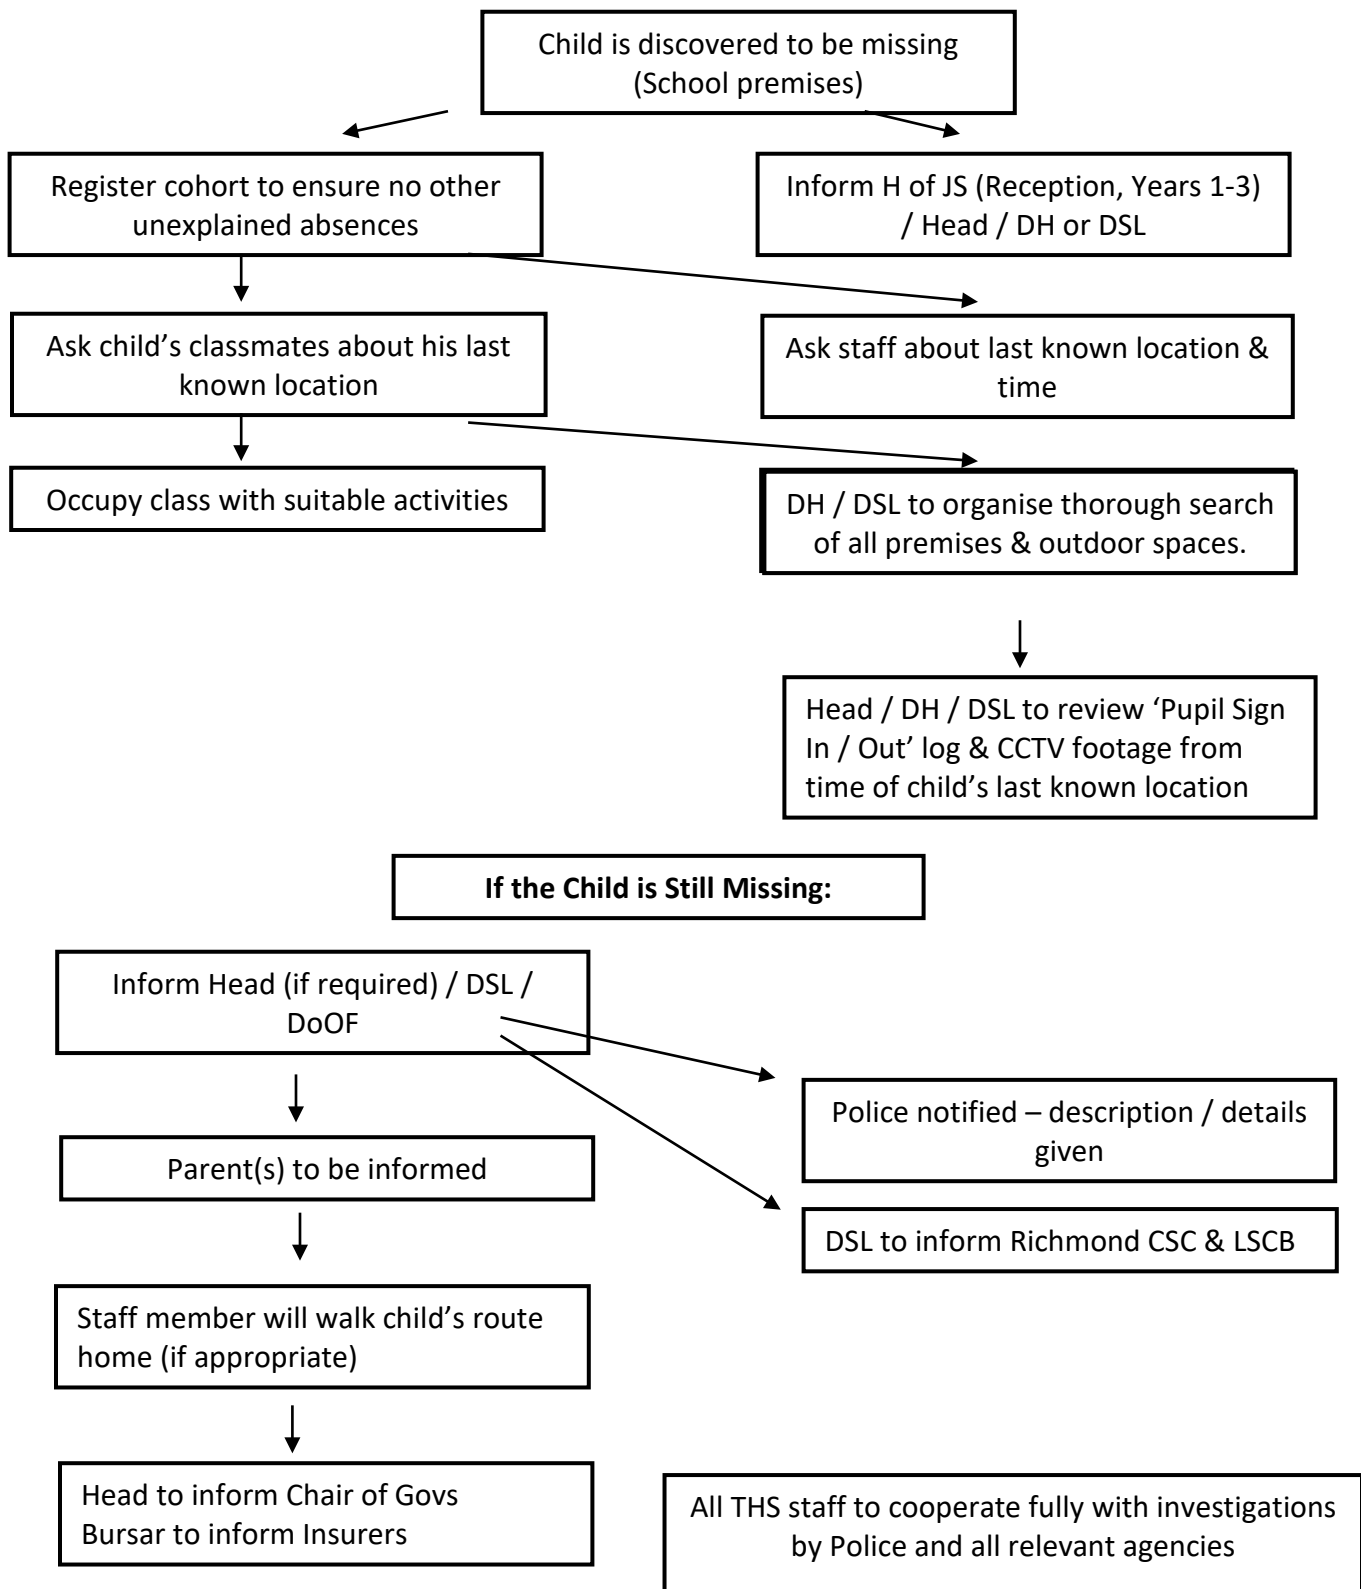 Child is discovered to be missing
(School premises)
Register cohort to ensure no other
unexplained absences
Inform H of JS (Reception, Years 1-3)
/ Head / DH or DSL
Ask child’s classmates about his last
known location
Ask staff about last known location &
time
Occupy class with suitable activities
DH / DSL to organise thorough search
of all premises & outdoor spaces.
Head / DH / DSL to review ‘Pupil Sign
In / Out’ log & CCTV footage from
time of child’s last known location
If the Child is Still Missing:
Inform Head (if required) / DSL /
DoOF
Police notified – description / details
given
Parent(s) to be informed
DSL to inform Richmond CSC & LSCB
Staff member will walk child’s route
home (if appropriate)
Head to inform Chair of Govs
Bursar to inform Insurers
All THS staff to cooperate fully with investigations
by Police and all relevant agencies